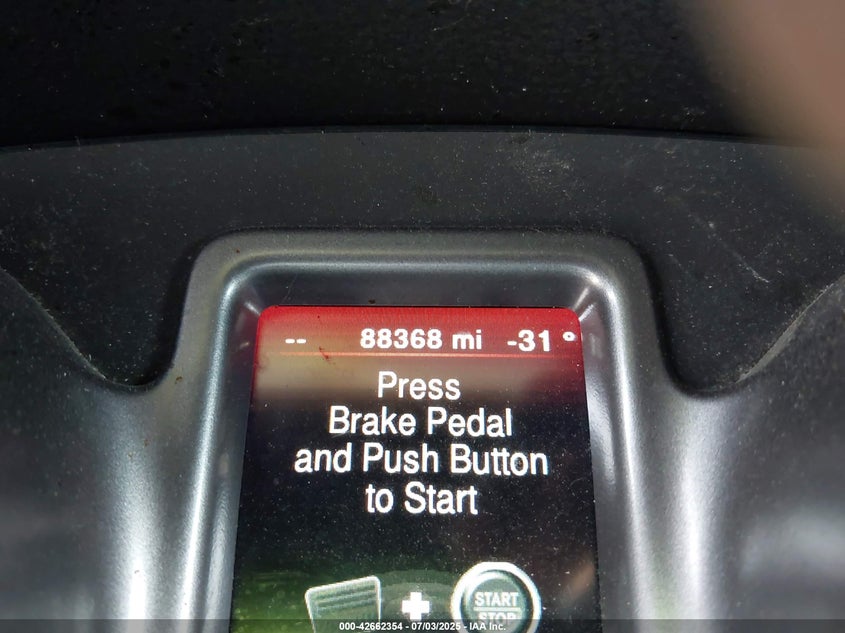 -- 88368 mi -31 °
Press
Brake Pedal
and Push Button
to Start
START
STOP
000-42662354 - 07/03/2025 - IAA Inc.